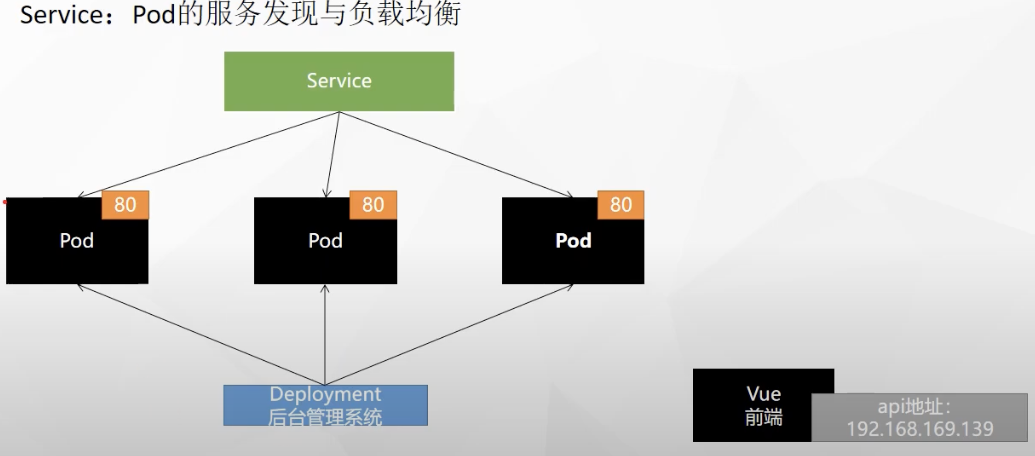 Service：Pod的服务发现与负载均衡
Service
80
80
80
Pod
Pod
Pod
Deployment
后台管理系统
Vue
前端
api地址：
192.168.169.139